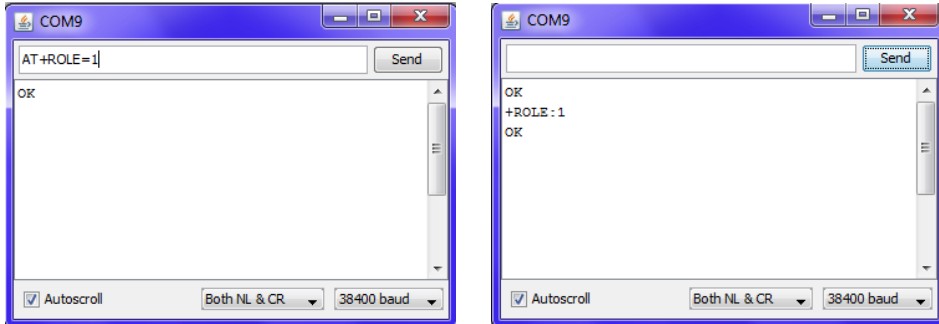 COM9
AT+ROLE=1
Send
OK
Autoscroll
Both NL & CR
38400 baud
COM9
Send
OK
+ROLE:1
OK
Autoscroll
Both NL & CR
38400 baud